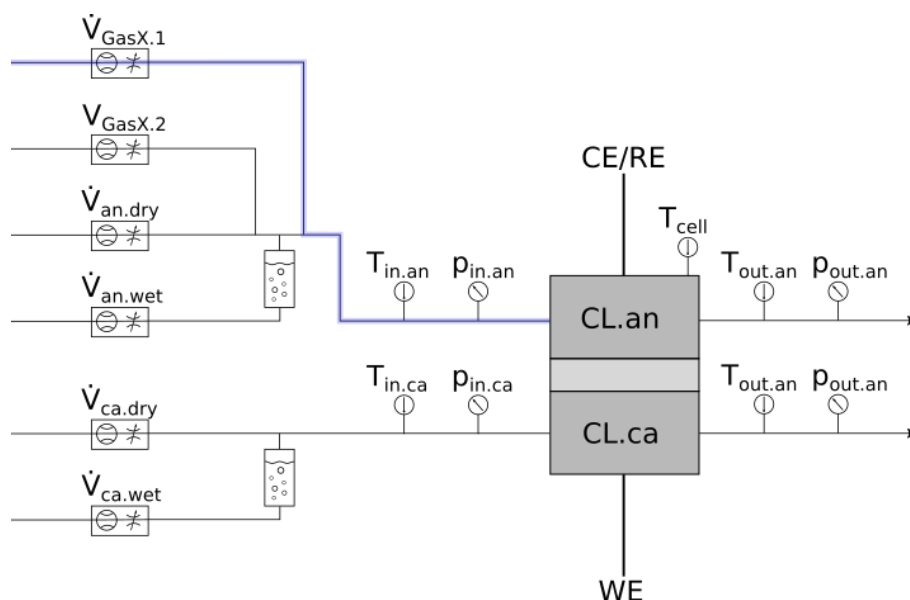 V̇GasX.1
VGasX.2
V̇an.dry
V̇an.wet
V̇ca.dry
V̇ca.wet
Tin.an
pin.an
Tin.ca
pin.ca
CE/RE
Tcell
CL.an
CL.ca
WE
Tout.an
pout.an
Tout.an
pout.an